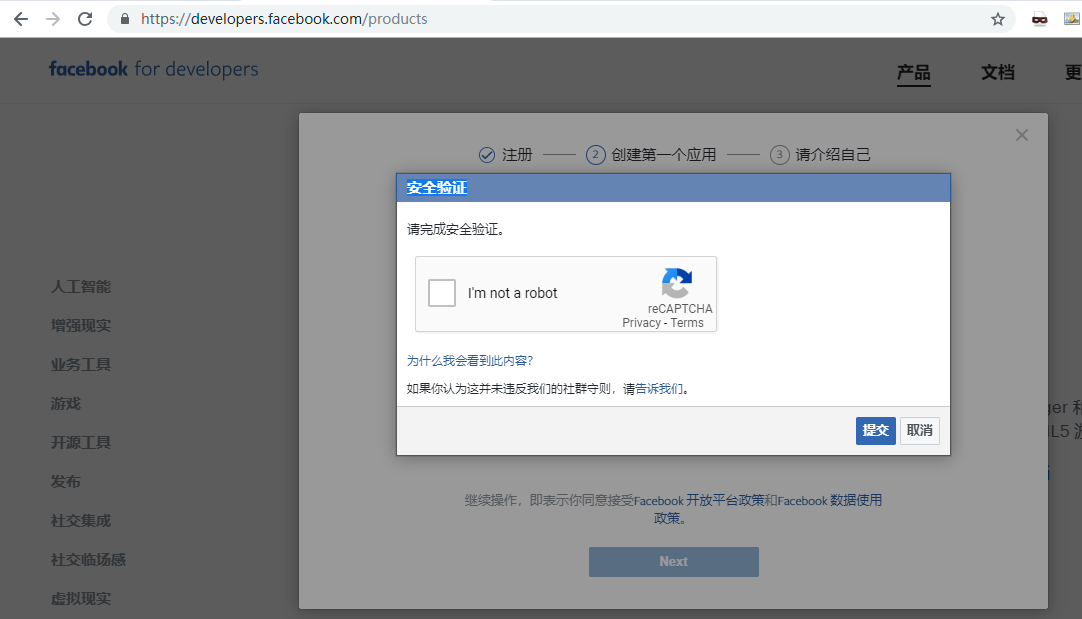 https://developers.facebook.com/products
facebook for developers
产品
文档
更
注册
2
创建第一个应用
3
请介绍自己
安全验证
请完成安全验证。
I'm not a robot
reCAPTCHA
Privacy - Terms
为什么我会看到此内容?
如果你认为这并未违反我们的社群守则，请告诉我们。
提交
取消
人工智能
增强现实
业务工具
游戏
开源工具
发布
社交集成
社交临场感
虚拟现实
ger 和
L5 游
继续操作，即表示你同意接受Facebook 开放平台政策和Facebook 数据使用
政策。
Next